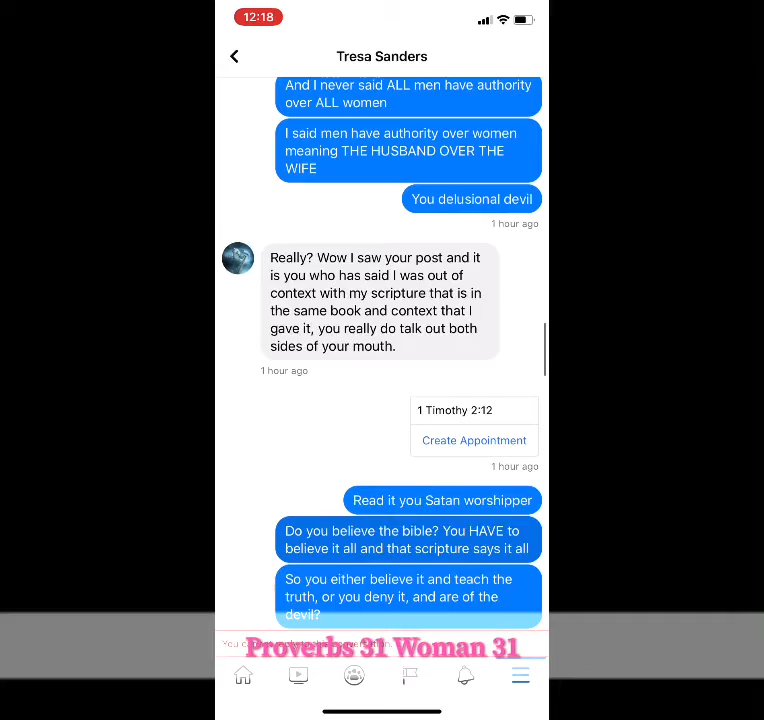 12:18
Tresa Sanders
And I never said ALL men have authority
over ALL women
I said men have authority over women
meaning THE HUSBAND OVER THE
WIFE
You delusional devil
1 hour ago
Really? Wow I saw your post and it
is you who has said I was out of
context with my scripture that is in
the same book and context that I
gave it, you really do talk out both
sides of your mouth.
1 hour ago
1 Timothy 2:12
Create Appointment
1 hour ago
Read it you Satan worshipper
Do you believe the bible? You HAVE to
believe it all and that scripture says it all
So you either believe it and teach the
truth, or you deny it, and are of the
devil?
You conversation.
Proverbs 31 Woman 31